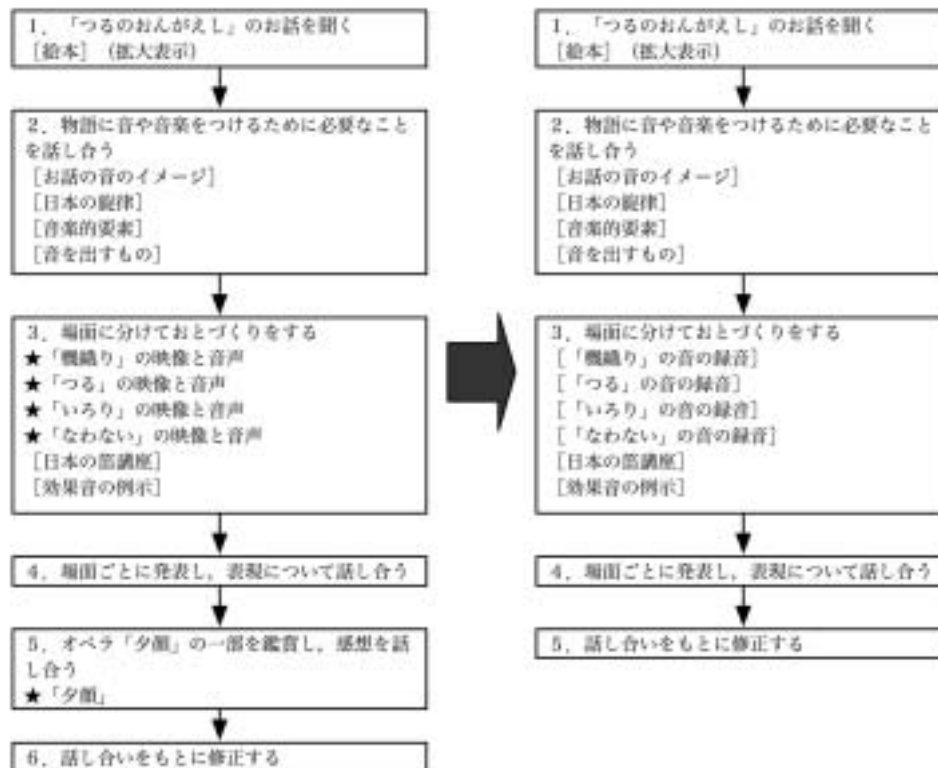 1．「つるのおんがえし」のお話を聞く
［絵本］（拡大表示）
2．物語に音や音楽をつけるために必要なこと
を話し合う
［お話の音のイメージ］
［日本の旋律］
［音楽的要素］
［音を出すもの］
3．場面に分けておとづくりをする
★「機織り」の映像と音声
★「つる」の映像と音声
★「いろり」の映像と音声
★「なわない」の映像と音声
［日本の笛講座］
［効果音の例示］
4．場面ごとに発表し，表現について話し合う
5．オペラ「夕顔」の一部を鑑賞し，感想を話
し合う
★「夕顔」
6．話し合いをもとに修正する
1．「つるのおんがえし」のお話を聞く
［絵本］（拡大表示）
2．物語に音や音楽をつけるために必要なこと
を話し合う
［お話の音のイメージ］
［日本の旋律］
［音楽的要素］
［音を出すもの］
3．場面に分けておとづくりをする
［「機織り」の音の録音］
［「つる」の音の録音］
［「いろり」の音の録音］
［「なわない」の音の録音］
［日本の笛講座］
［効果音の例示］
4．場面ごとに発表し，表現について話し合う
5．話し合いをもとに修正する